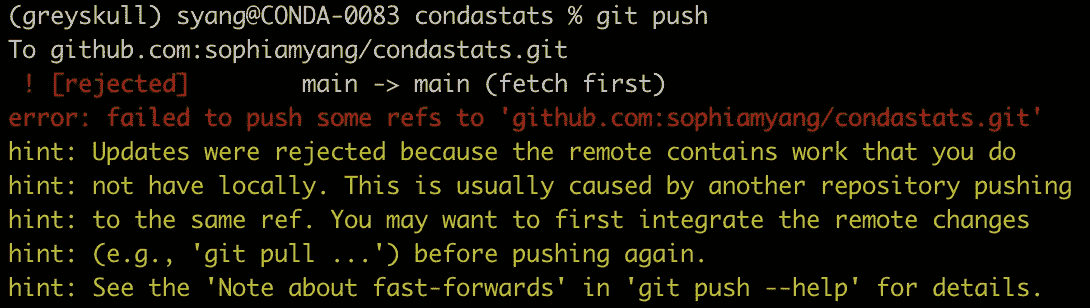 (greyskull) syang@CONDA-0083 condastats % git push
To github.com:sophiamyang/condastats.git
 ! [rejected]        main -> main (fetch first)
error: failed to push some refs to 'github.com:sophiamyang/condastats.git'
hint: Updates were rejected because the remote contains work that you do
hint: not have locally. This is usually caused by another repository pushing
hint: to the same ref. You may want to first integrate the remote changes
hint: (e.g., 'git pull ...') before pushing again.
hint: See the 'Note about fast-forwards' in 'git push --help' for details.